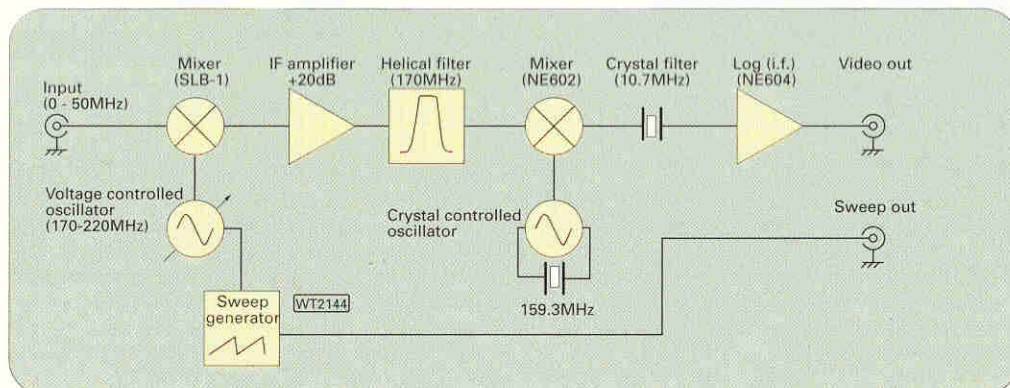 Mixer
(SLB-1)
IF amplifier
+20dB
Helical filter
(170MHz)
Mixer
(NE602)
Crystal filter
(10.7MHz)
Log (i.f.)
(NE604)
Video out
Input
(0 - 50MHz)
Voltage controlled
oscillator
(170-220MHz)
Crystal controlled
oscillator
Sweep out
Sweep
generator
WT2144
159.3MHz